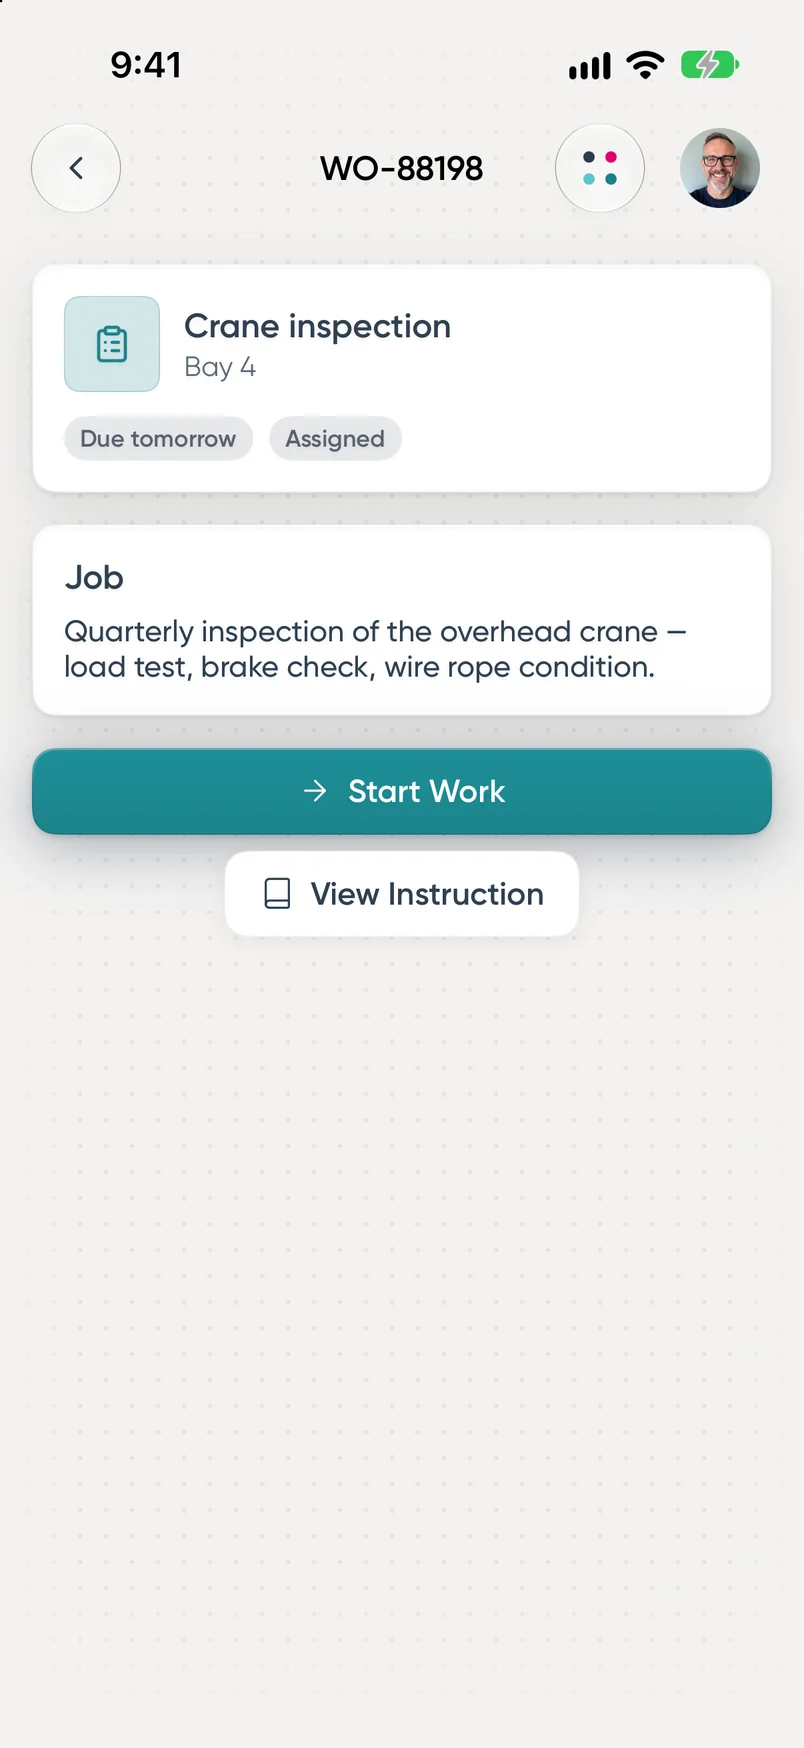 9:41
WO-88198
Crane inspection
Bay 4
Due tomorrow
Assigned
Job
Quarterly inspection of the overhead crane –
load test, brake check, wire rope condition.
Start Work
View Instruction